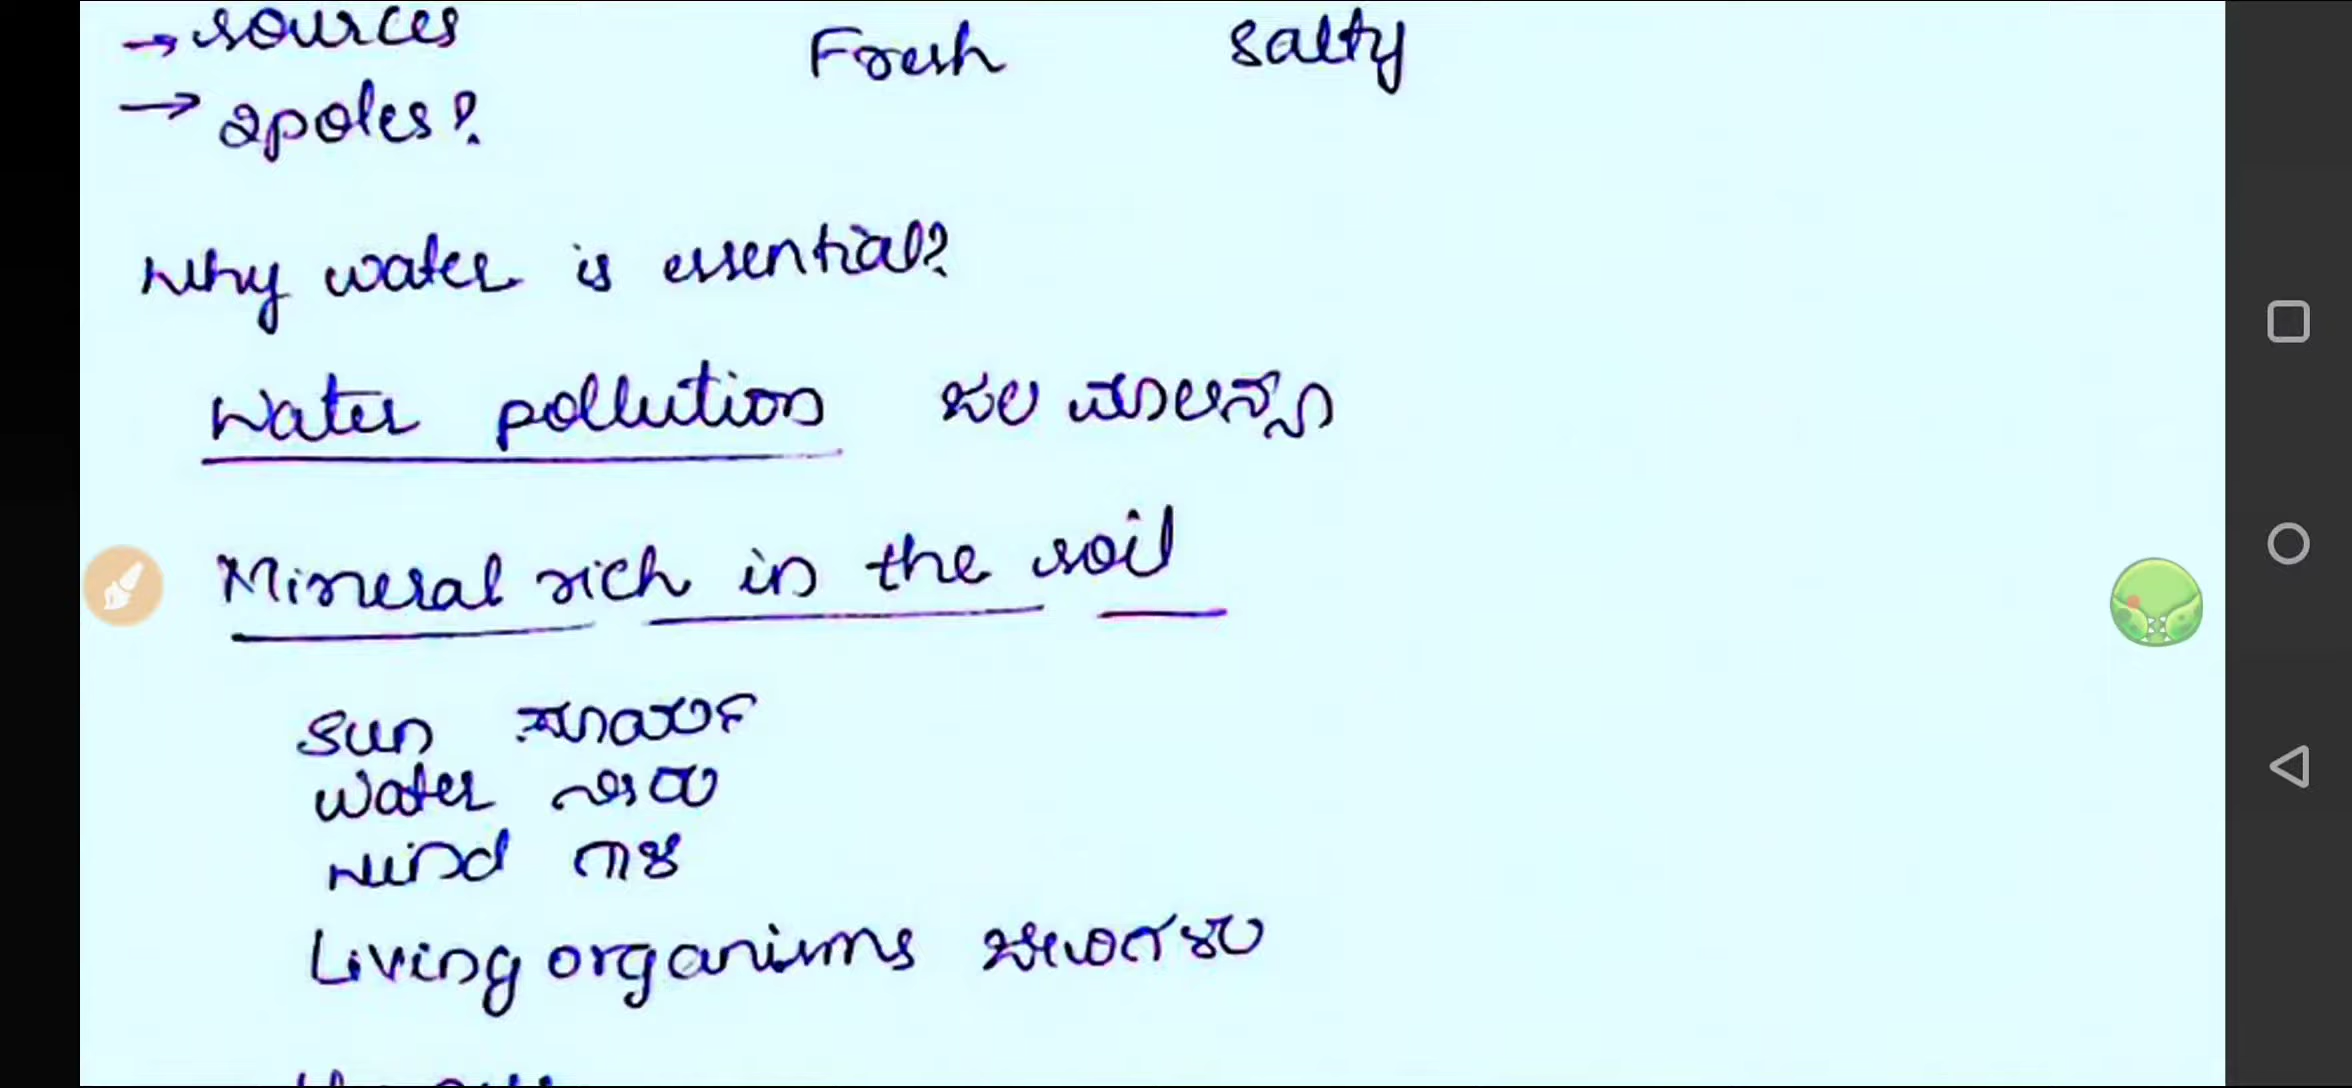 → sources Fresh Salty
→ 2poles?
Why water is essential?
Water pollution ಜಲ ಮಾಲಿನ್ಯ
Mineral rich in the soil
Sun ಸೂರ್ಯ
Water ನೀರು
Wind ಗಾಳಿ
Living organisms ಜೀವಿಗಳು